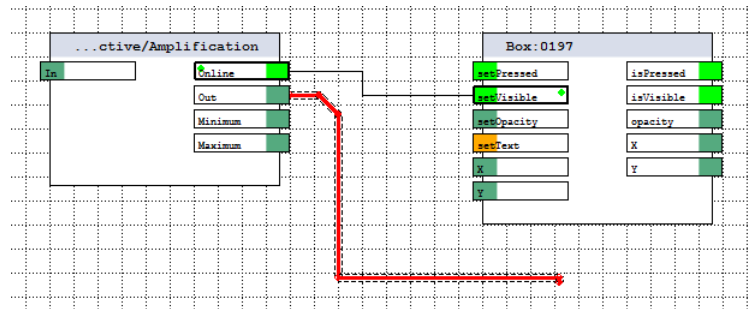 ...ctive/Amplification
In
Online
Out
Minimum
Maximum
Box:0197
setPressed
setVisible
setOpacity
setText
X
Y
isPressed
isVisible
opacity
X
Y